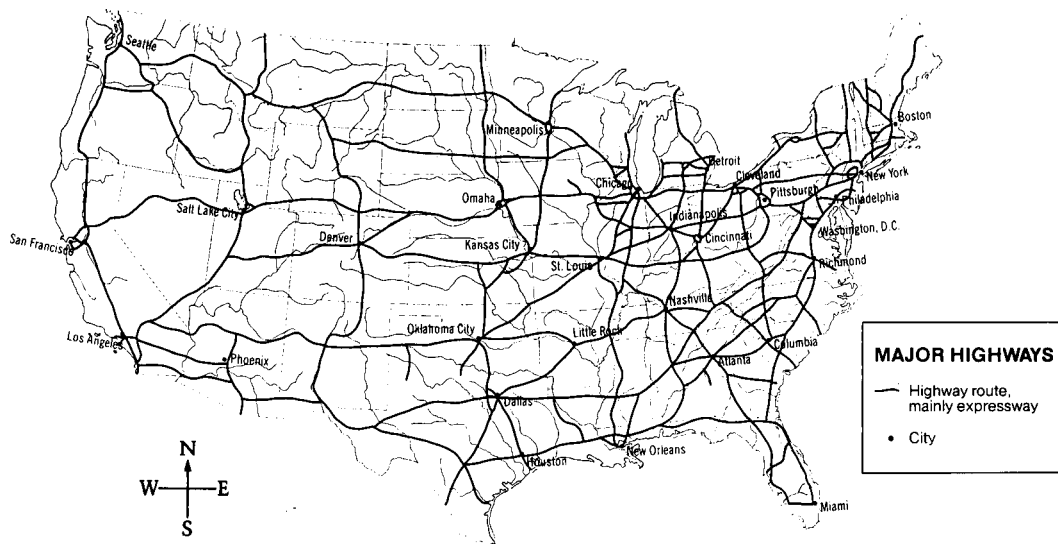 Seattle
Minneapolis
Boston
Detroit
Cleveland
New York
Chicago
Pittsburgh
Omaha
Philadelphia
Salt Lake City
Indianapolis
Denver
Kansas City
Cincinnati
Washington, D.C.
San Francisco
St. Louis
Richmond
Nashville
Oklahoma City
Little Rock
Los Angeles
Phoenix
Columbia
Atlanta
Dallas
New Orleans
Houston
Miami
MAJOR HIGHWAYS
Highway route,
mainly expressway
City
N
W E
S